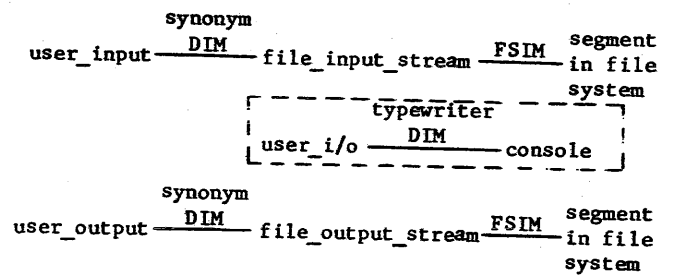 synonym
DIM
user_input file_input_stream FSIM segment
in file
system
typewriter
DIM
user_i/o console
synonym
DIM
user_output file_output_stream FSIM segment
in file
system